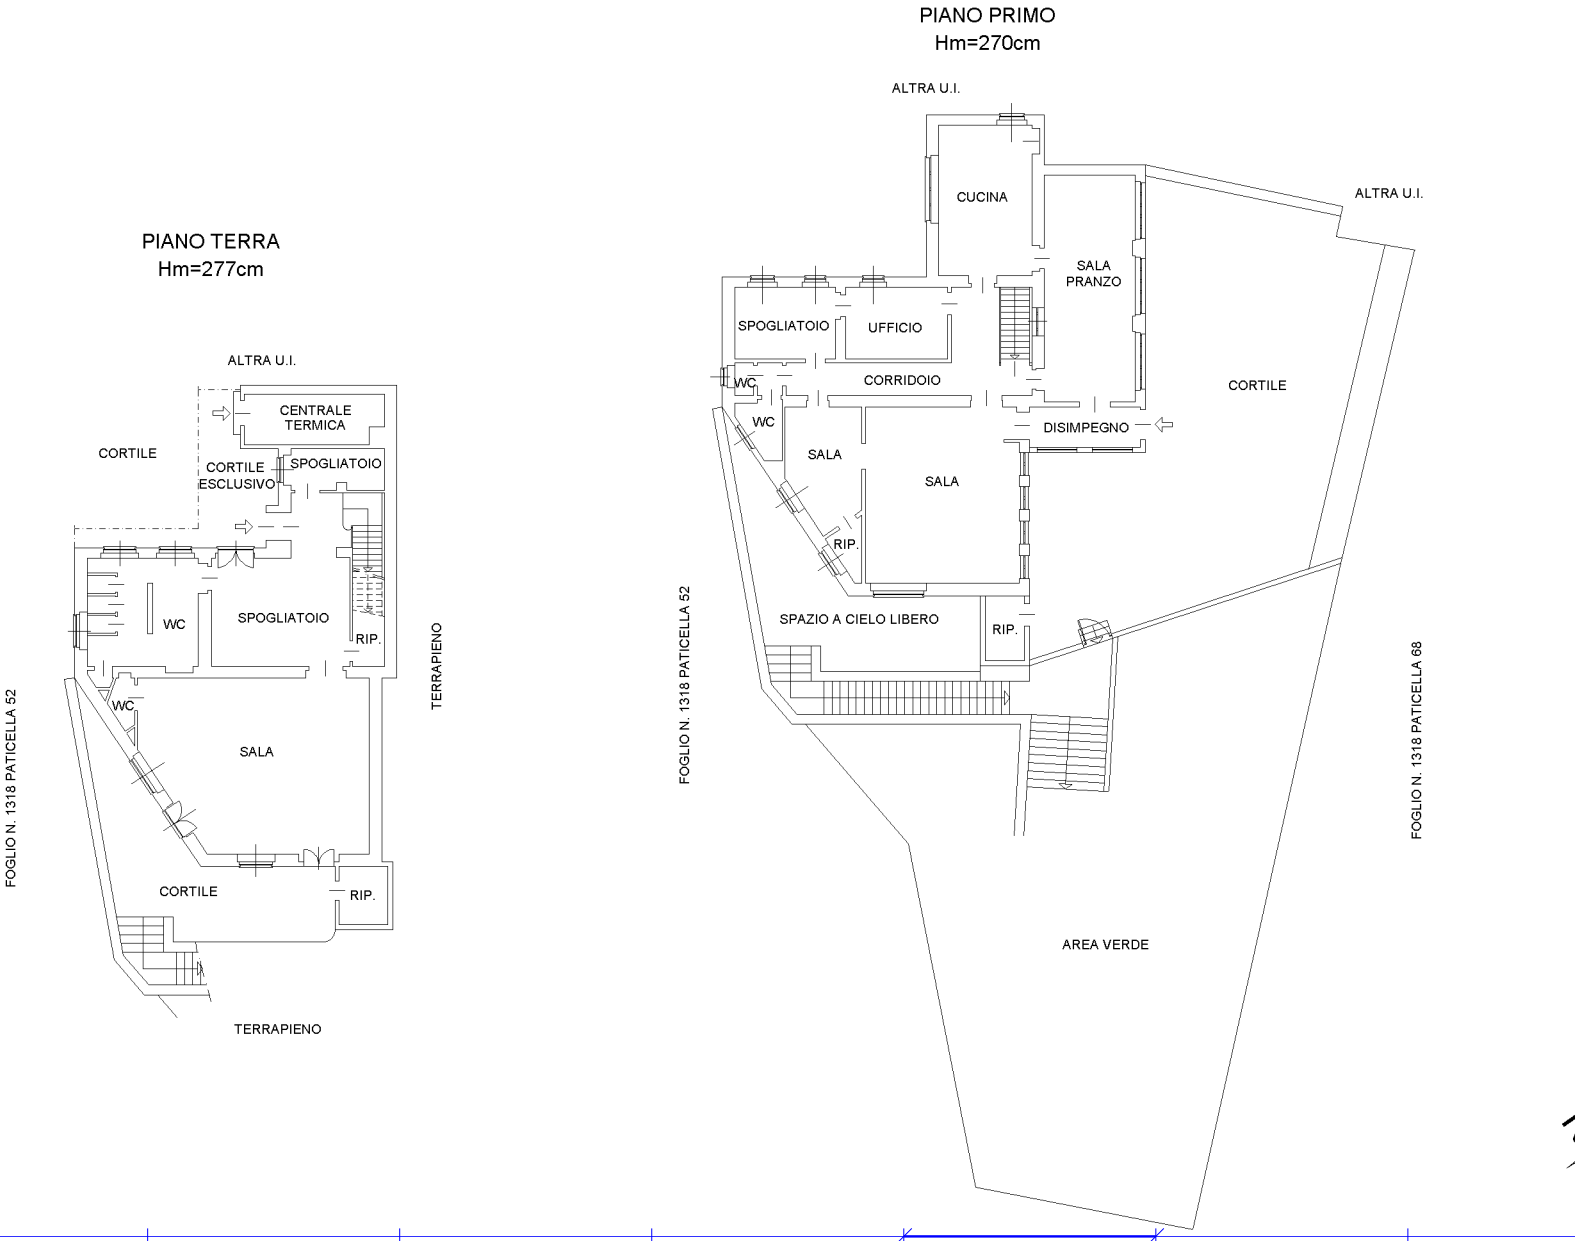 PIANO PRIMO
Hm=270cm
ALTRA U.I.
CUCINA
ALTRA U.I.
SALA
PRANZO
SPOGLIATOIO
UFFICIO
WC
CORRIDOIO
CORTILE
WC
DISIMPEGNO
SALA
SALA
RIP.
SPAZIO A CIELO LIBERO
RIP.
FOGLIO N. 1318 PATICELLA 52
FOGLIO N. 1318 PATICELLA 68
AREA VERDE
PIANO TERRA
Hm=277cm
ALTRA U.I.
CENTRALE
TERMICA
CORTILE
CORTILE
ESCLUSIVO
SPOGLIATOIO
WC
SPOGLIATOIO
RIP.
TERRAPIENO
WC
SALA
FOGLIO N. 1318 PATICELLA 52
CORTILE
RIP.
TERRAPIENO